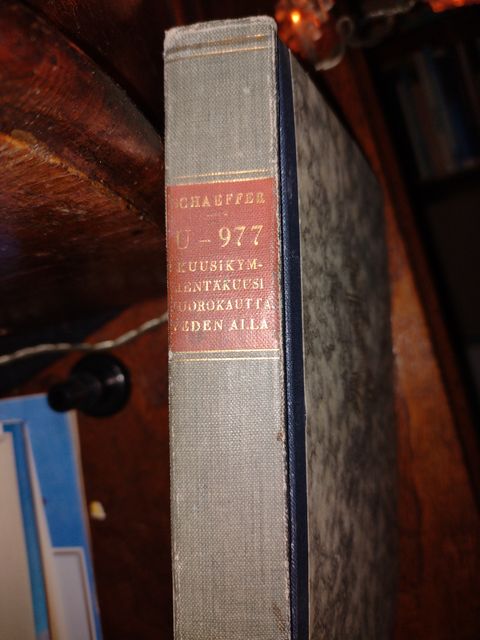 SCHAEFFER
U - 977
KUUSIKYM-
MENTÄKUUSI
VUOROKAUTTA
VEDEN ALLA